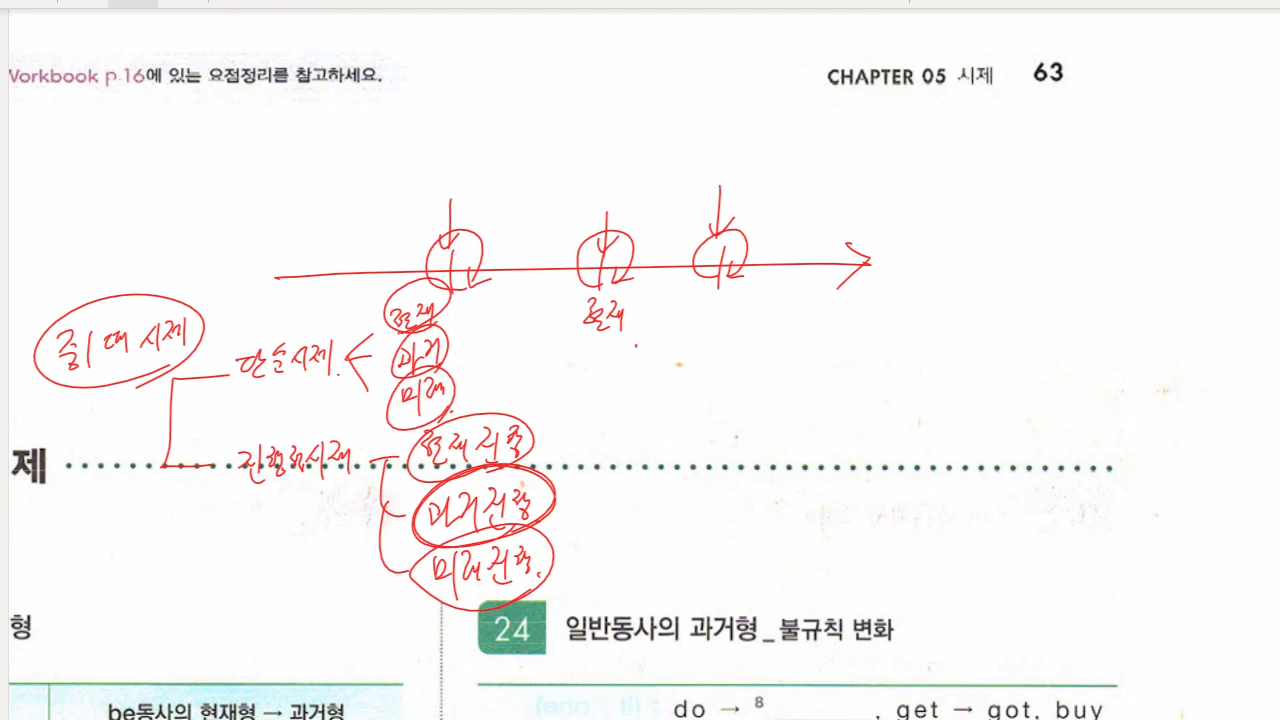 Workbook p.16에 있는 요점정리를 참고하세요.
CHAPTER 05 시제 63
현재
현재
중1 때 시제
단순시제
과거
미래
현재진행
제
진행형시제
과거진행
미래진행.
형
24 일반동사의 과거형_불규칙 변화
be동사의 현재형 → 과거형
do → 8 , get → got, buy